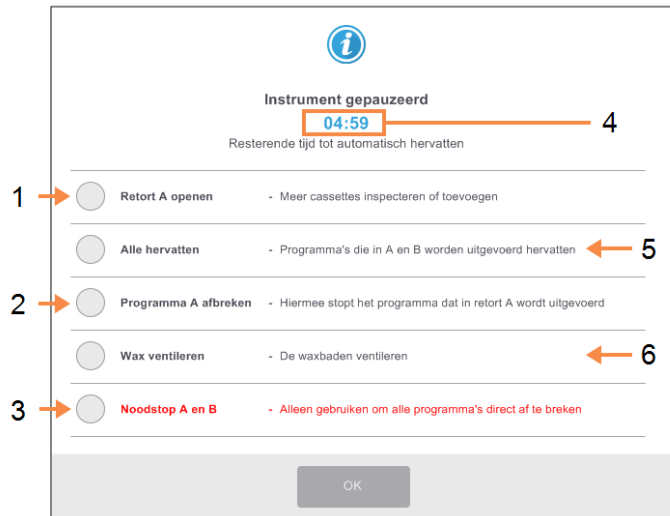 i
Instrument gepauzeerd
04:59
4
Resterende tijd tot automatisch hervatten
1
Retort A openen - Meer cassettes inspecteren of toevoegen
Alle hervatten - Programma's die in A en B worden uitgevoerd hervatten
5
2
Programma A afbreken - Hiermee stopt het programma dat in retort A wordt uitgevoerd
Wax ventileren - De waxbaden ventileren
6
3
Noodstop A en B - Alleen gebruiken om alle programma's direct af te breken
OK